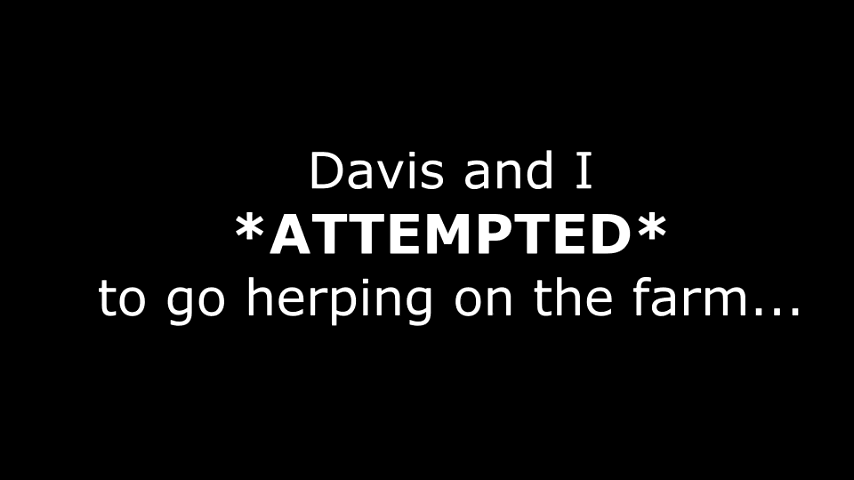 Davis and I
*ATTEMPTED*
to go herping on the farm...